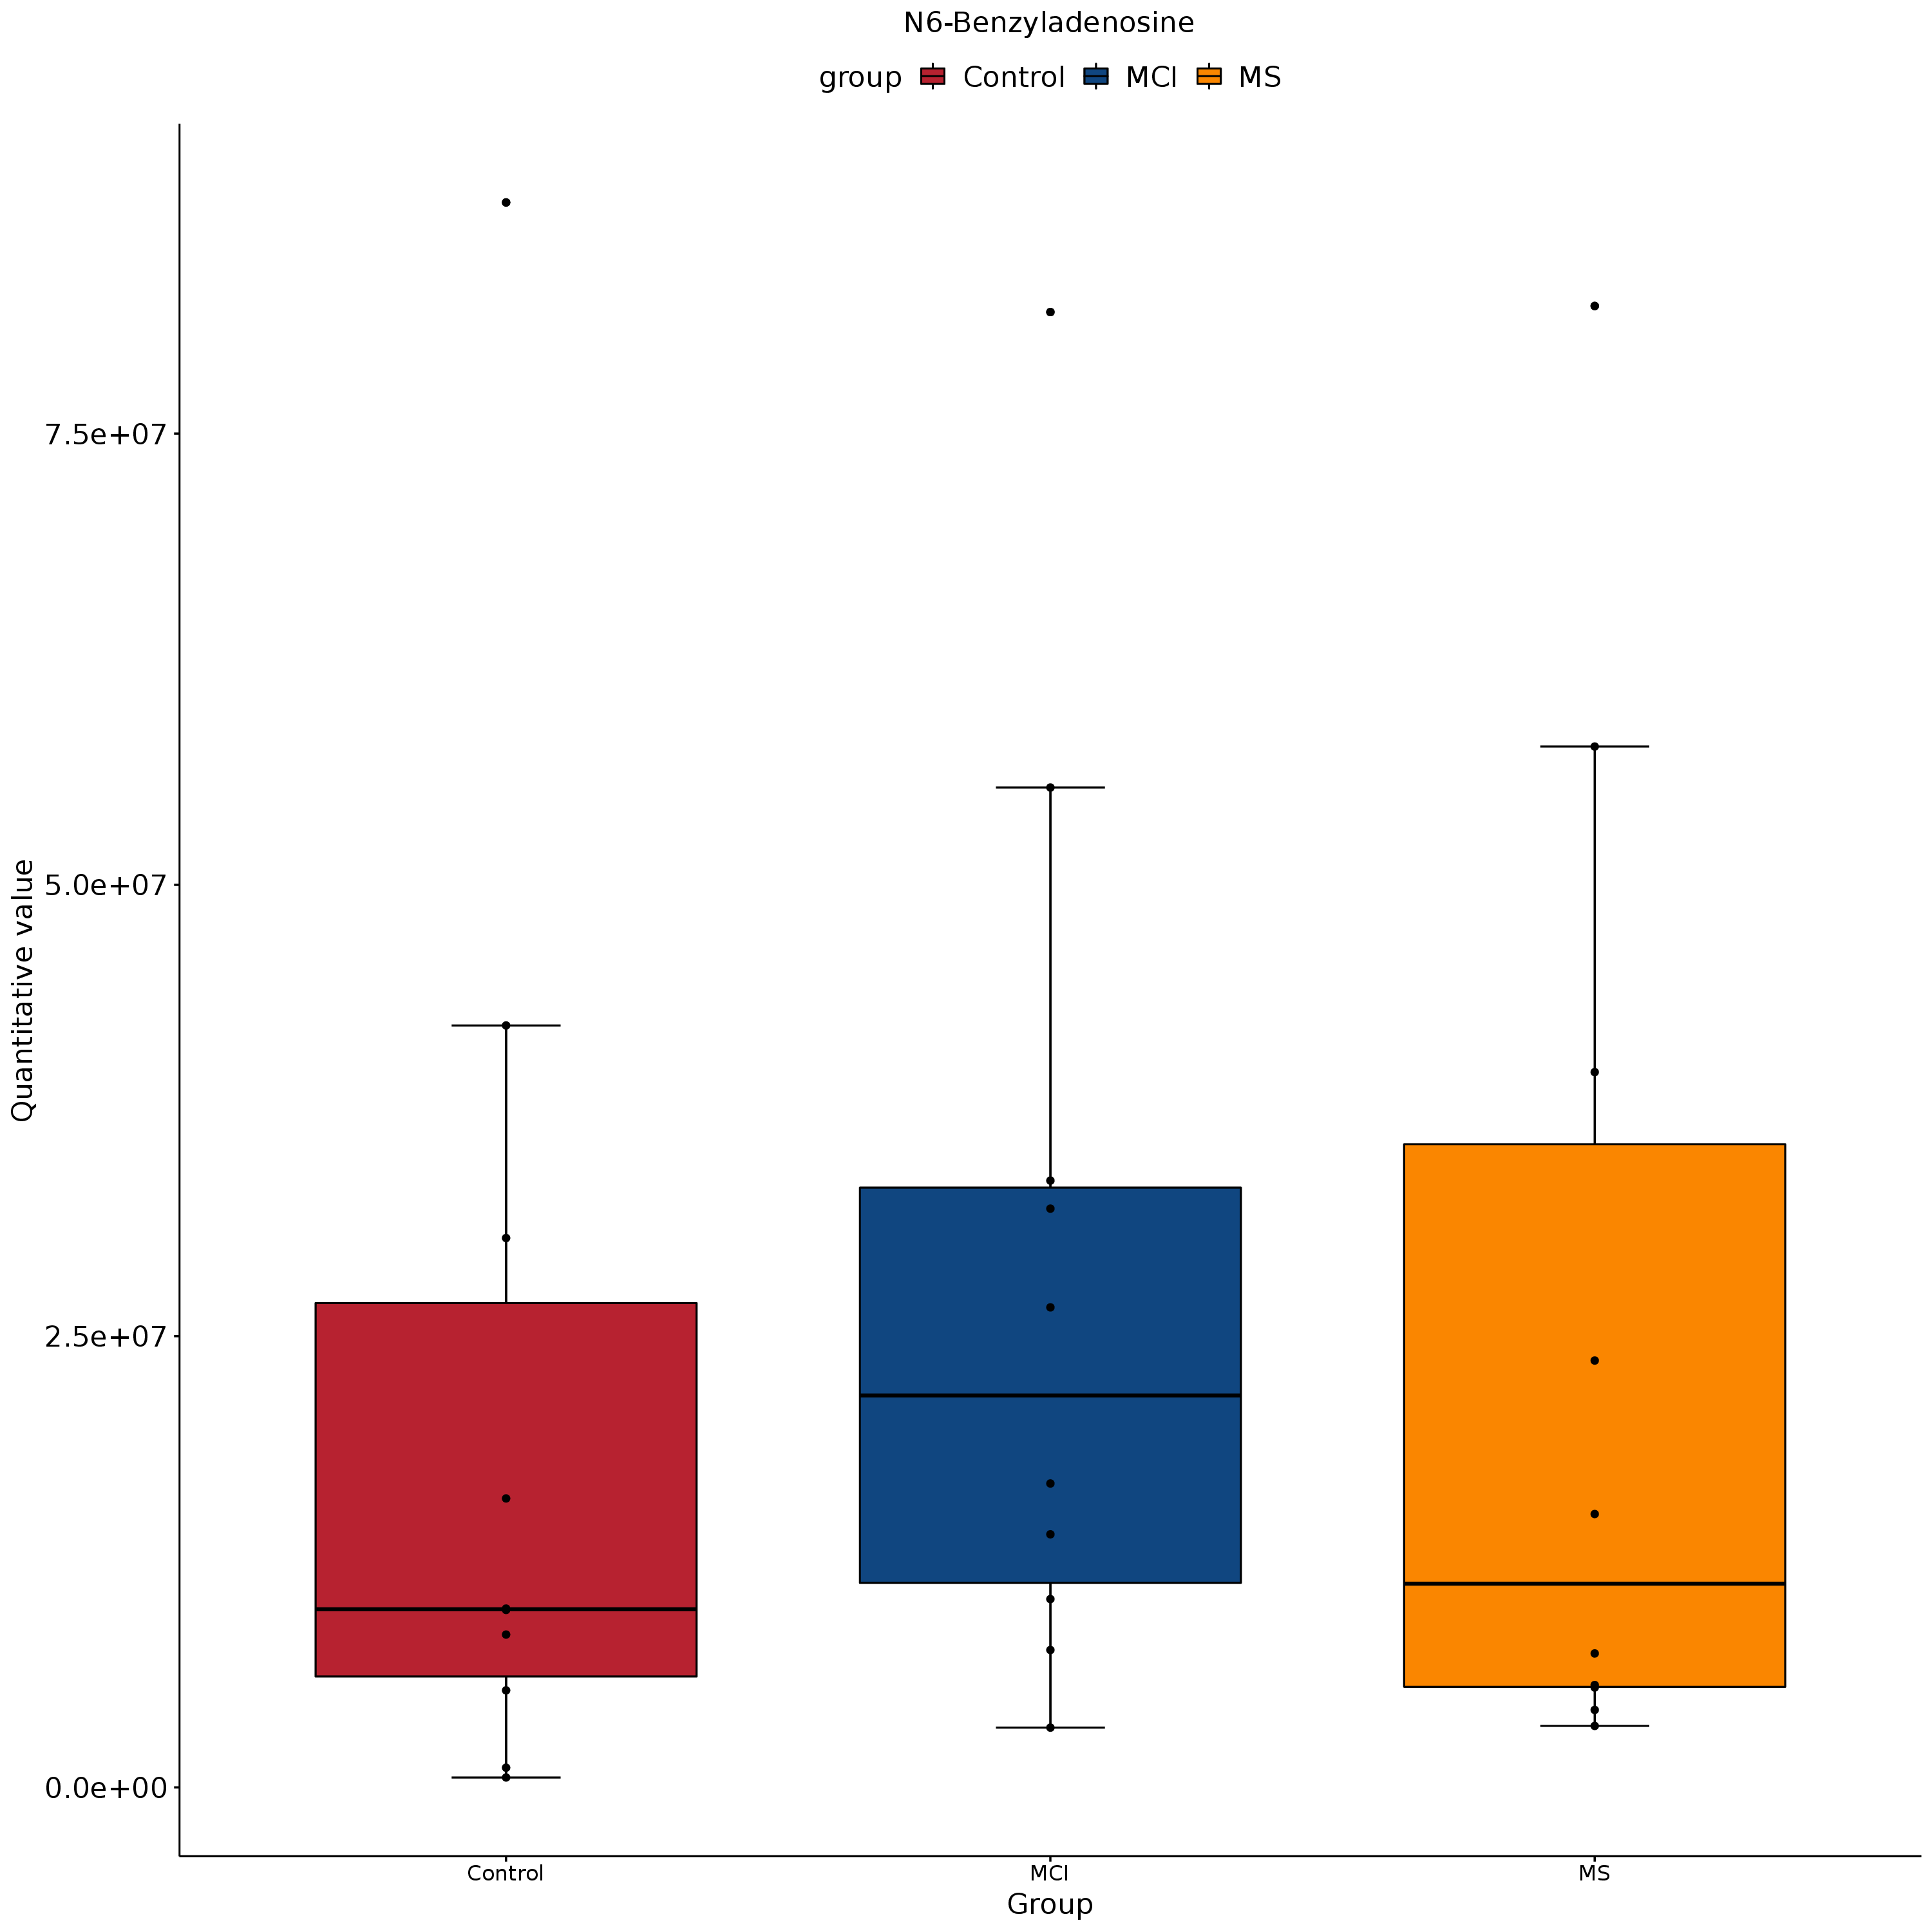 N6-Benzyladenosine
group Control MCI MS
Quantitative value
7.5e+07
5.0e+07
2.5e+07
0.0e+00
Control MCI MS
Group